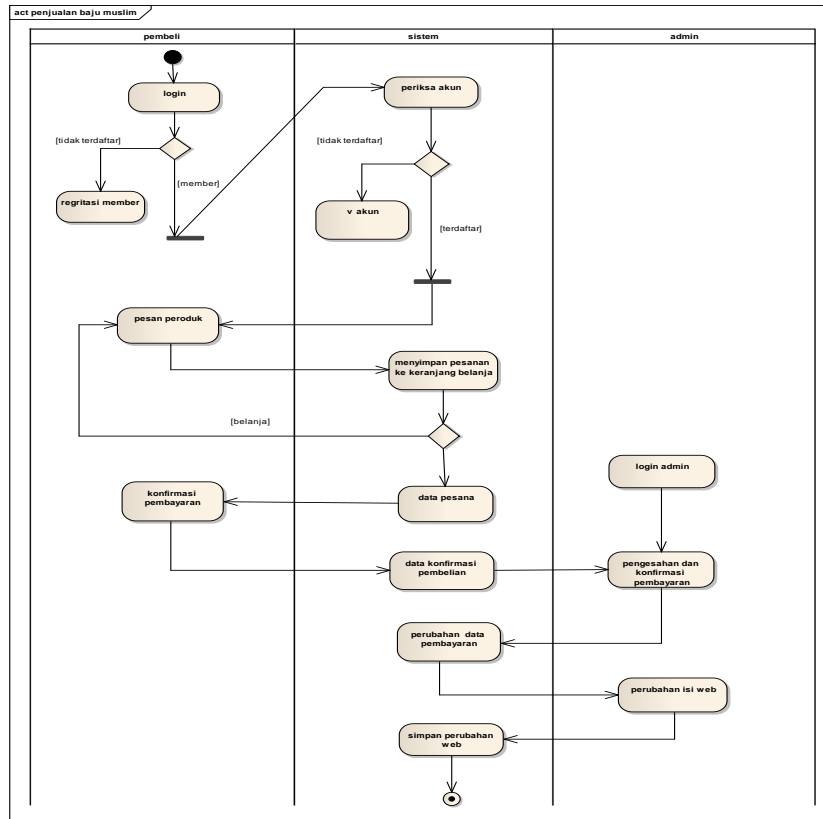 act penjualan baju muslim
pembeli
sistem
admin
login
periksa akun
[tidak terdaftar]
[member]
regritasi member
[tidak terdaftar]
v akun
[terdaftar]
pesan peroduk
menyimpan pesanan
ke keranjang belanja
[belanja]
login admin
konfirmasi
pembayaran
data pesana
data konfirmasi
pembelian
pengesahan dan
konfirmasi
pembayaran
perubahan data
pembayaran
perubahan isi web
simpan perubahan
web